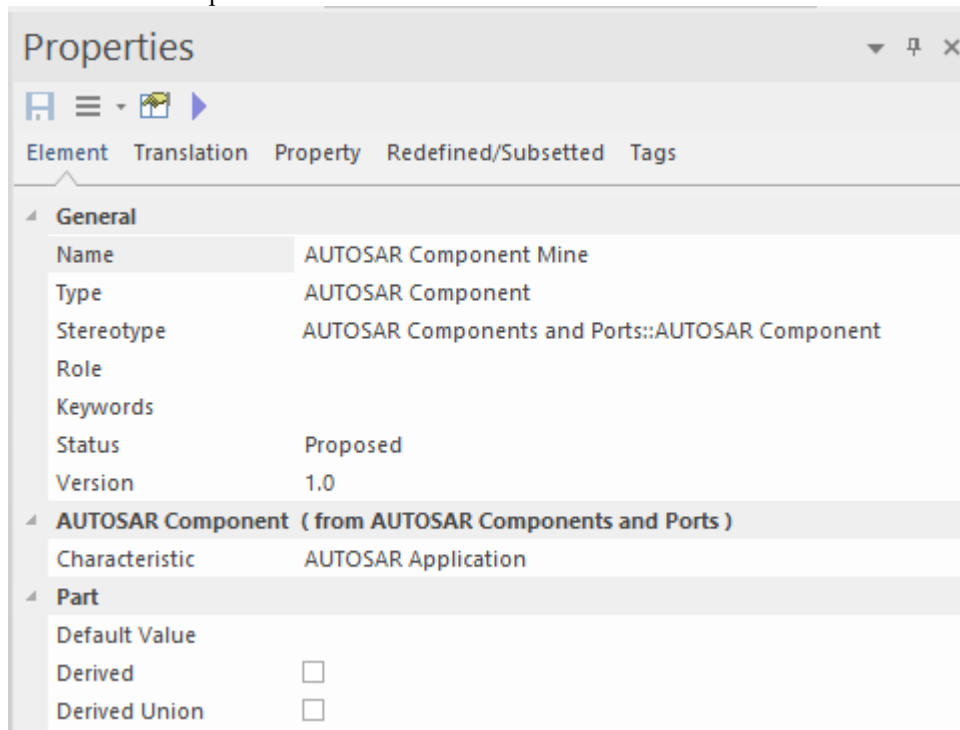 Properties
Element Translation Property Redefined/Subsetted Tags
General
Name AUTOSAR Component Mine
Type AUTOSAR Component
Stereotype AUTOSAR Components and Ports::AUTOSAR Component
Role
Keywords
Status Proposed
Version 1.0
AUTOSAR Component ( from AUTOSAR Components and Ports )
Characteristic AUTOSAR Application
Part
Default Value
Derived
Derived Union